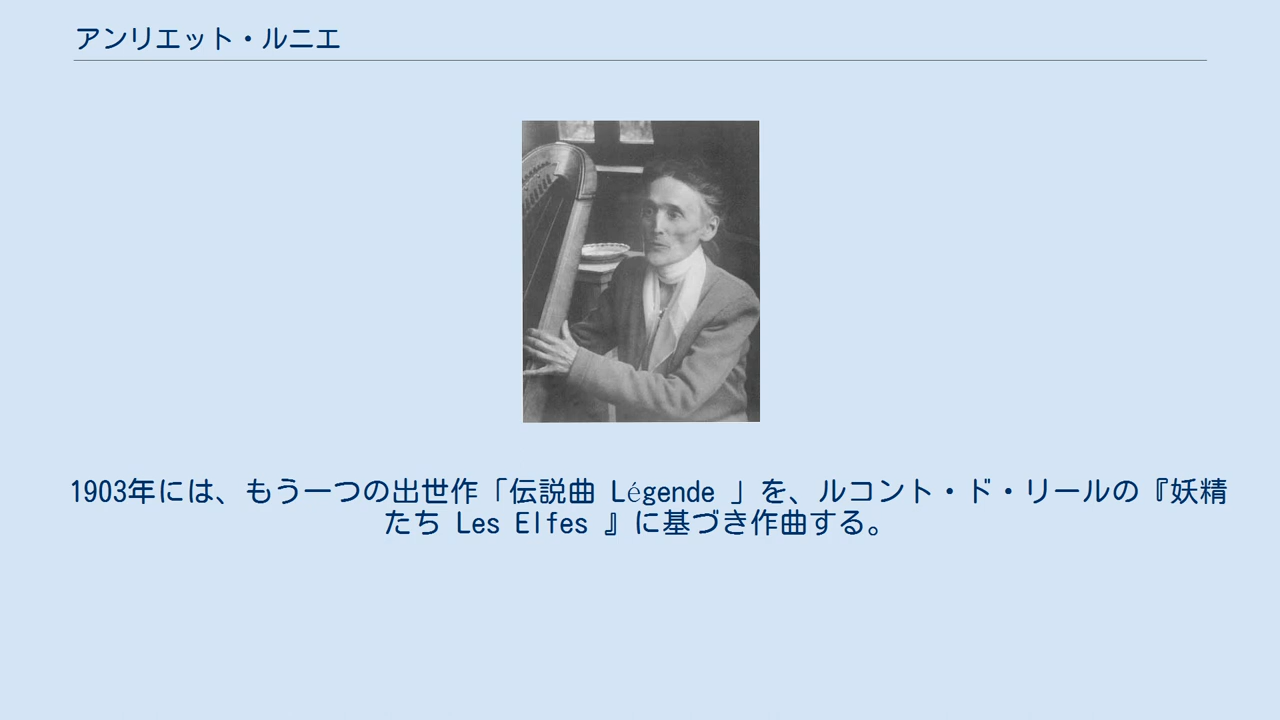 アンリエット・ルニエ
1903年には、もう一つの出世作「伝説曲 Légende 」を、ルコント・ド・リールの『妖精
たち Les Elfes 』に基づき作曲する。